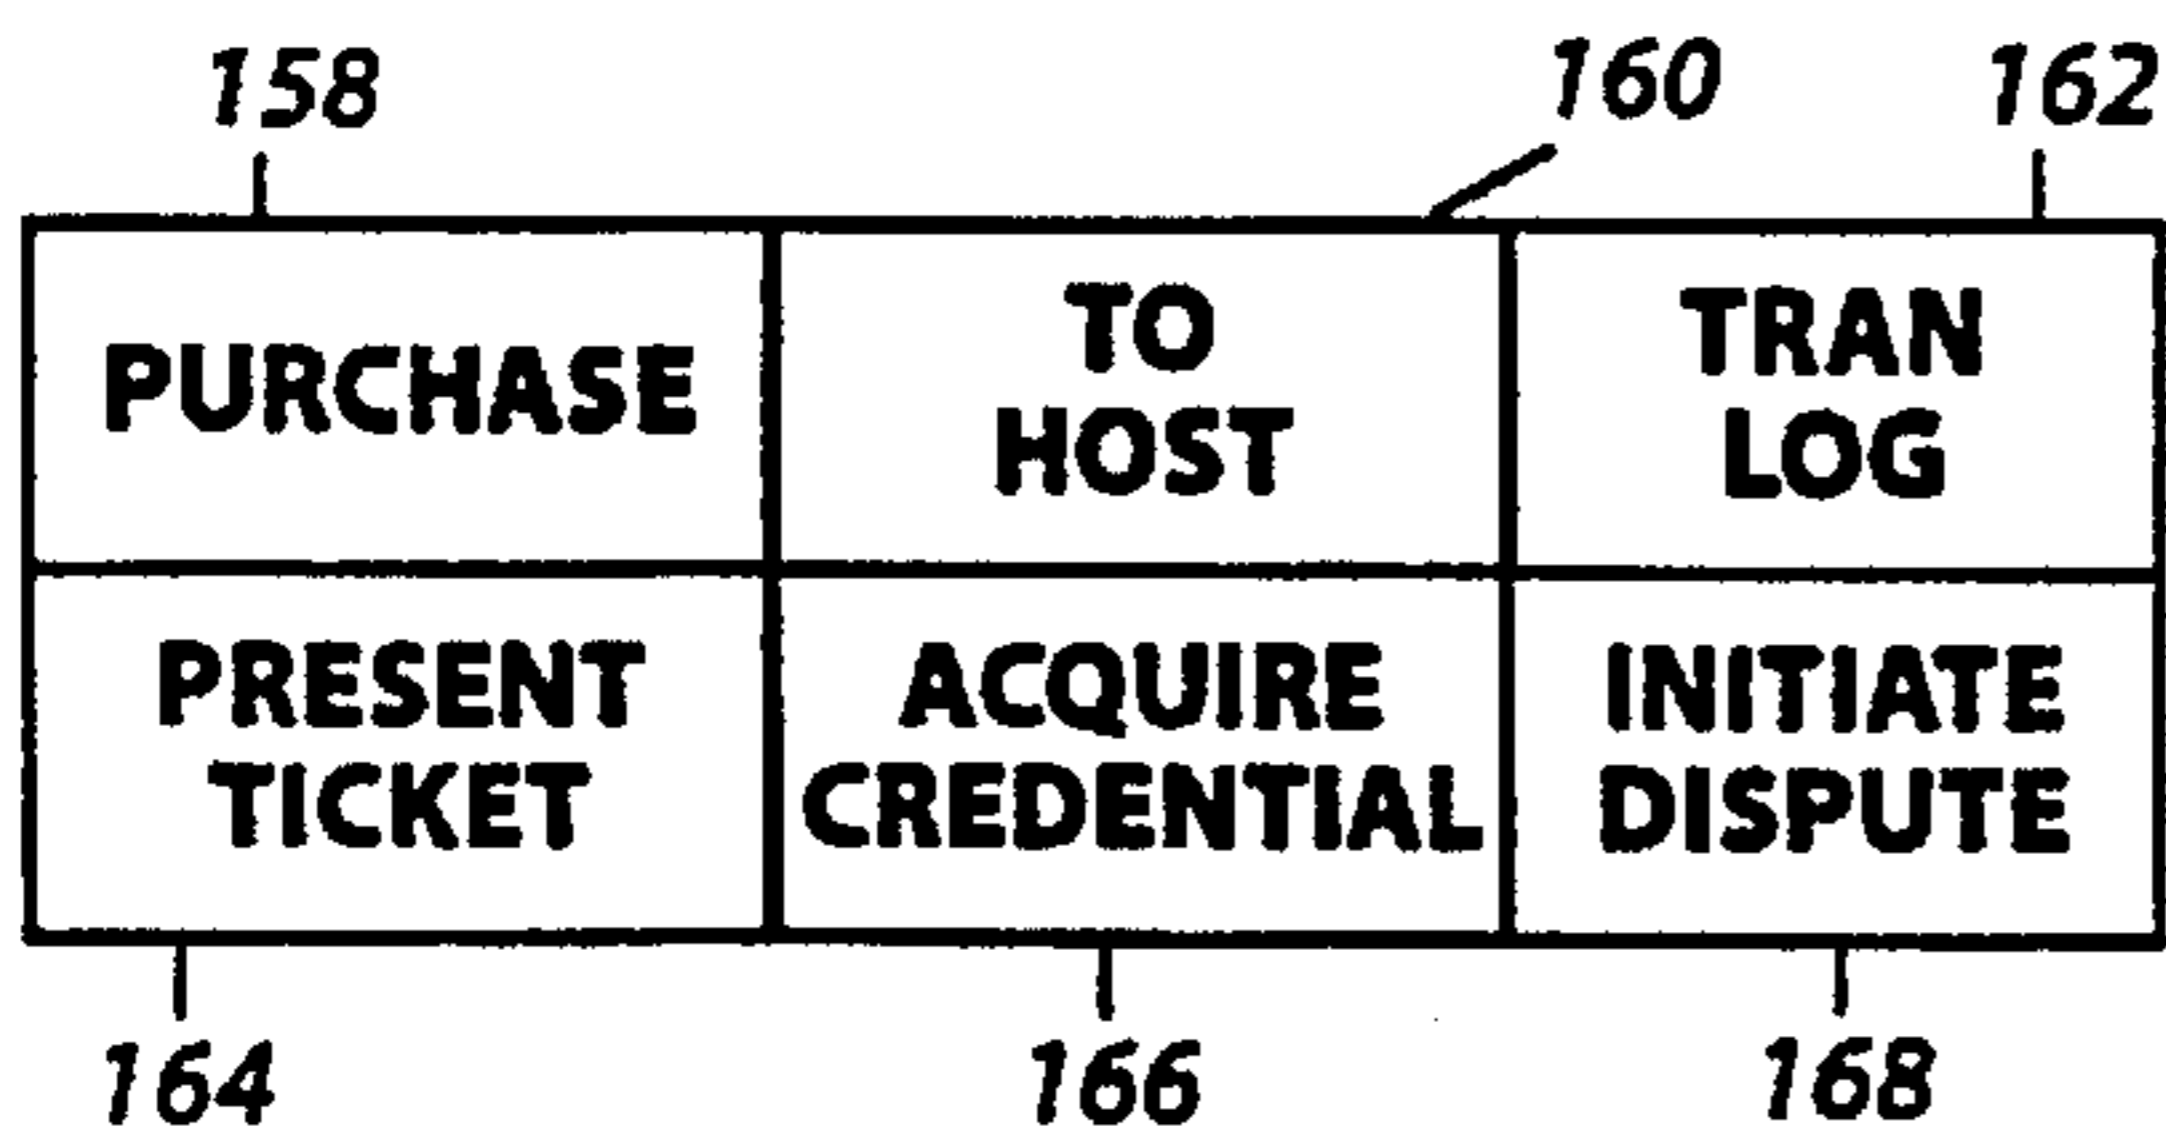 158
160
162
PURCHASE
TO
HOST
TRAN
LOG
PRESENT
TICKET
ACQUIRE
CREDENTIAL
INITIATE
DISPUTE
164
166
168